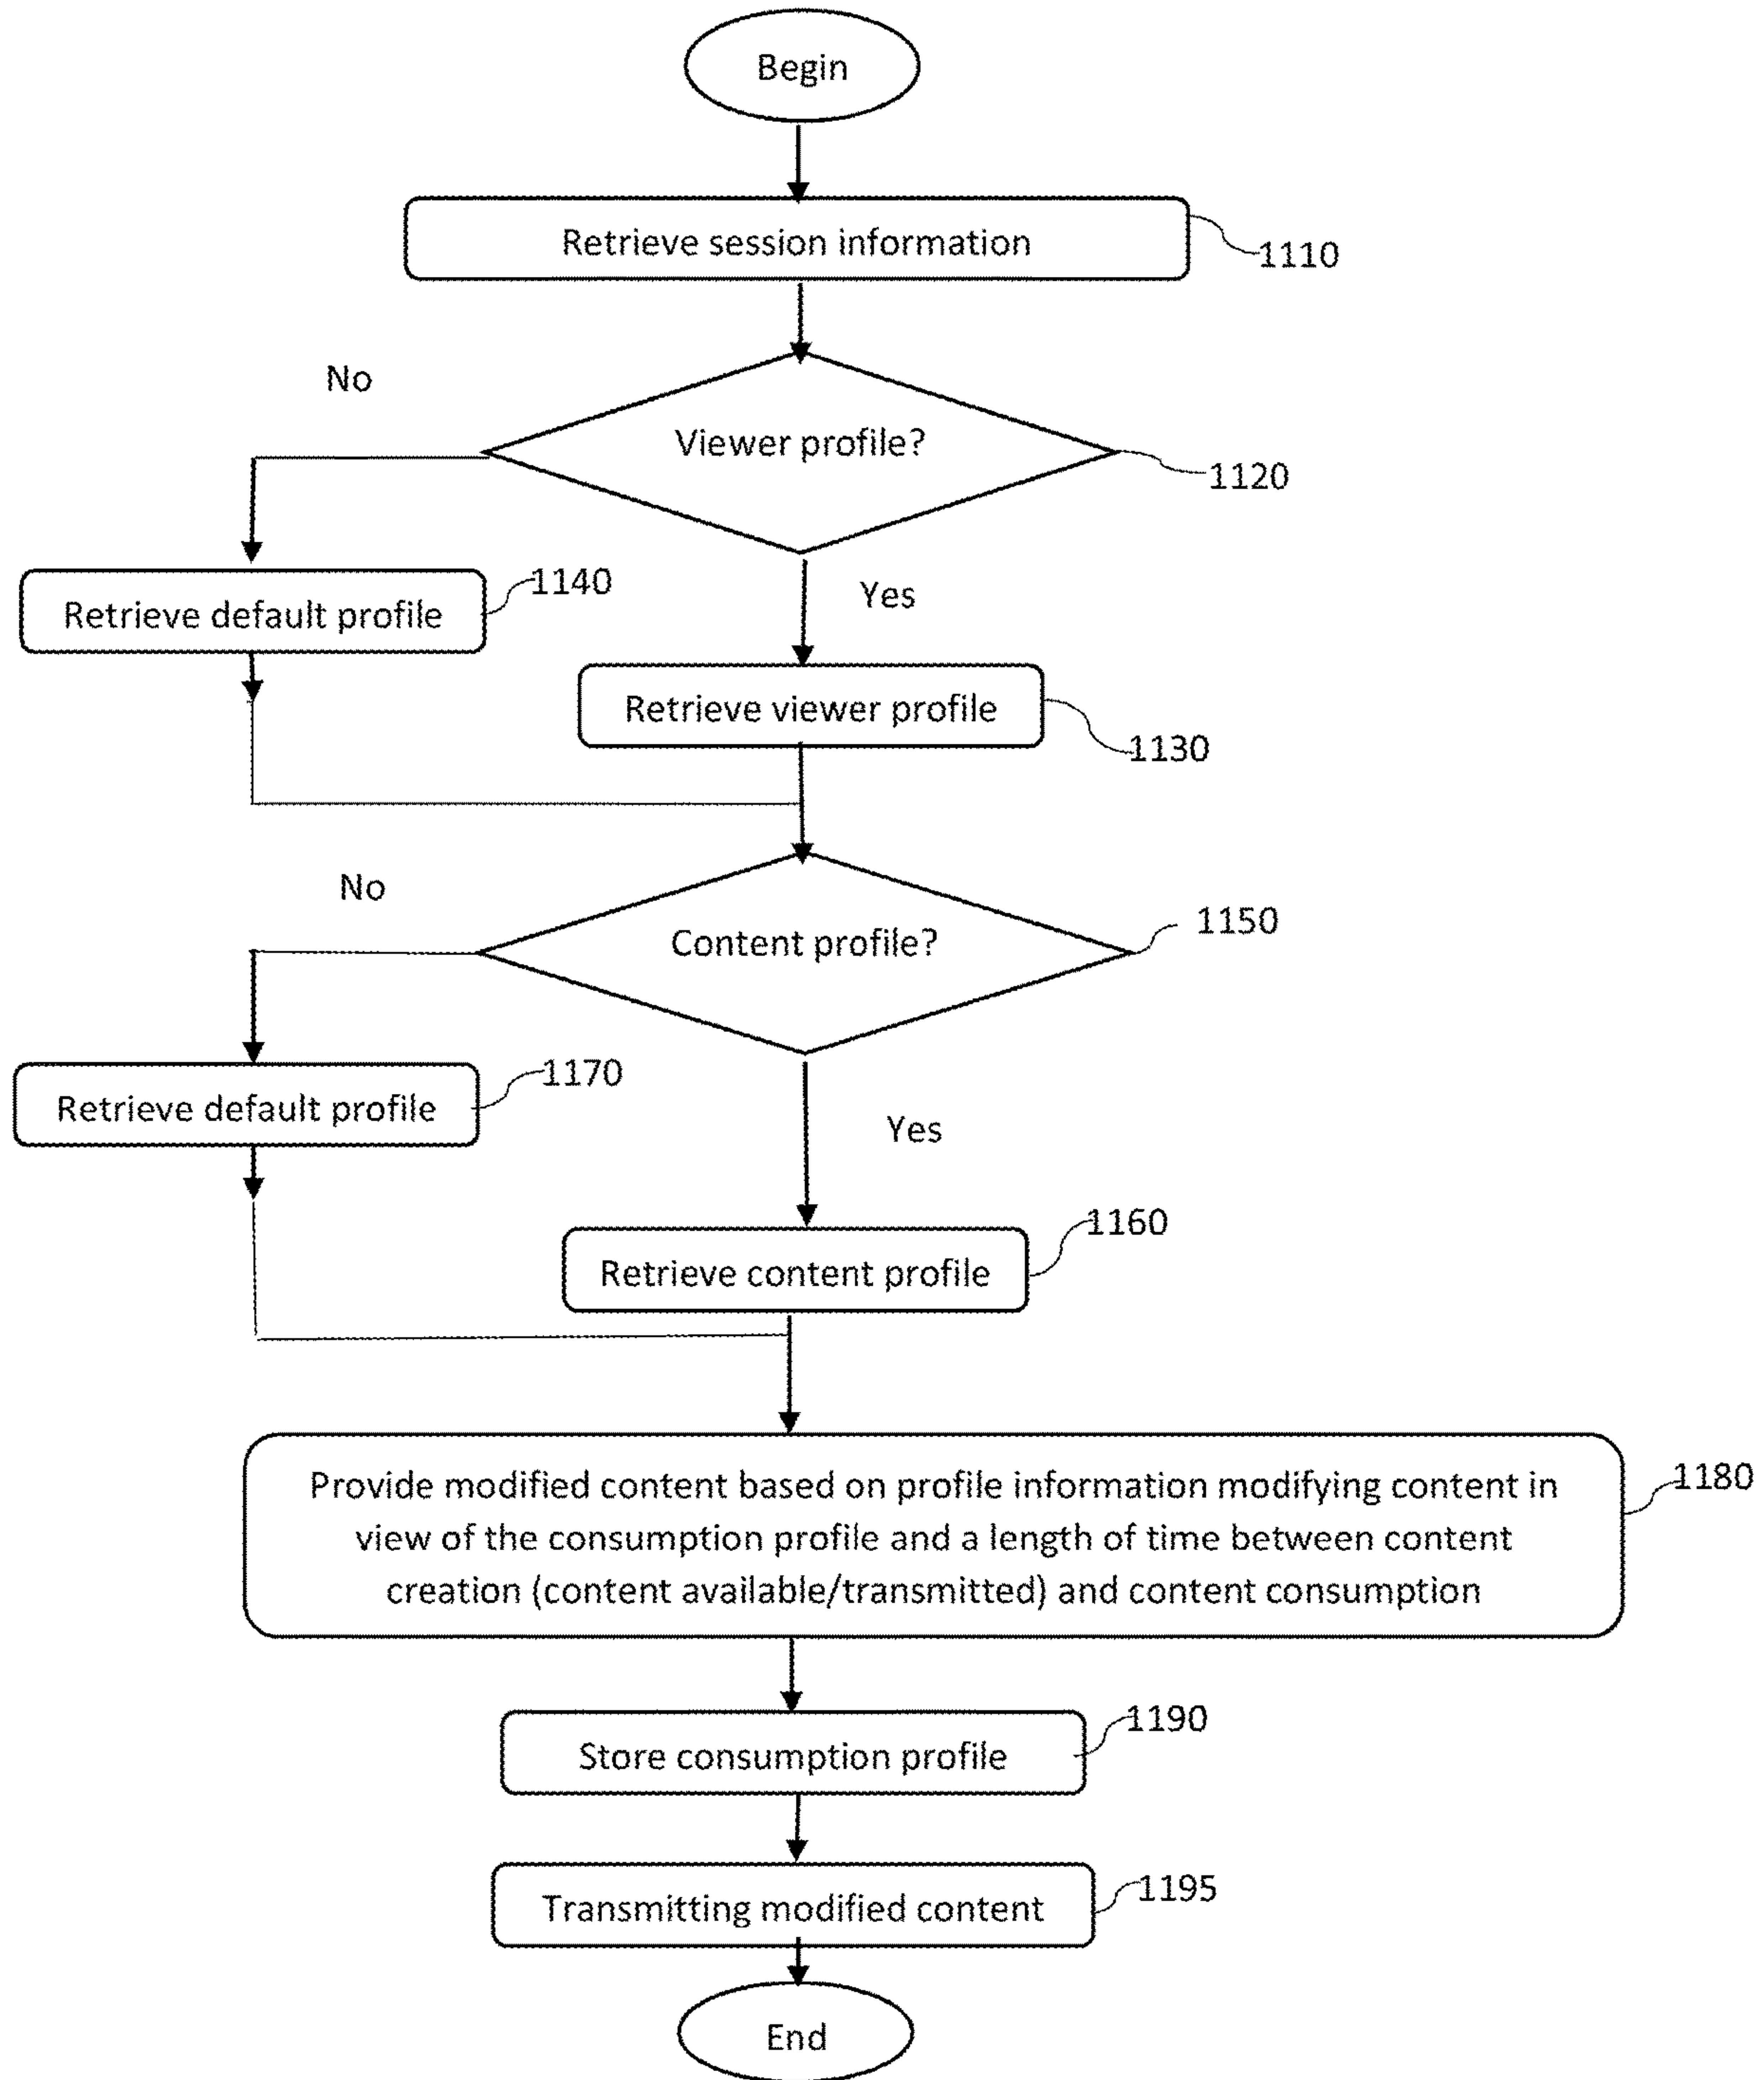 Begin
Retrieve session information
1110
No
Viewer profile?
1120
1140
Retrieve default profile
Yes
Retrieve viewer profile
1130
No
Content profile?
1150
1170
Retrieve default profile
Yes
1160
Retrieve content profile
Provide modified content based on profile information modifying content in
view of the consumption profile and a length of time between content
creation (content available/transmitted) and content consumption
1180
1190
Store consumption profile
1195
Transmitting modified content
End